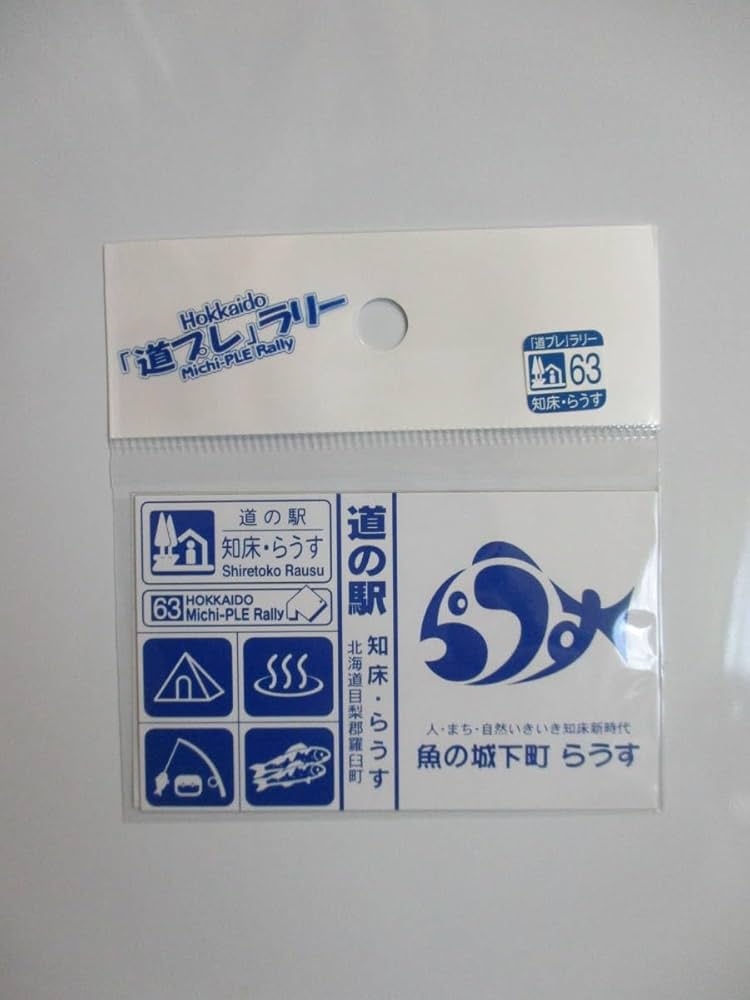 Hokkaido
「道プレ」ラリー
Michi-PLE Rally
「道プレ」ラリー
63
知床・らうす
道の駅
知床・らうす
Shiretoko Rausu
63 HOKKAIDO
Michi-PLE Rally
道の駅 知床・らうす
北海道目梨郡羅臼町
らうす
人・まち・自然いきいき知床新時代
魚の城下町 らうす